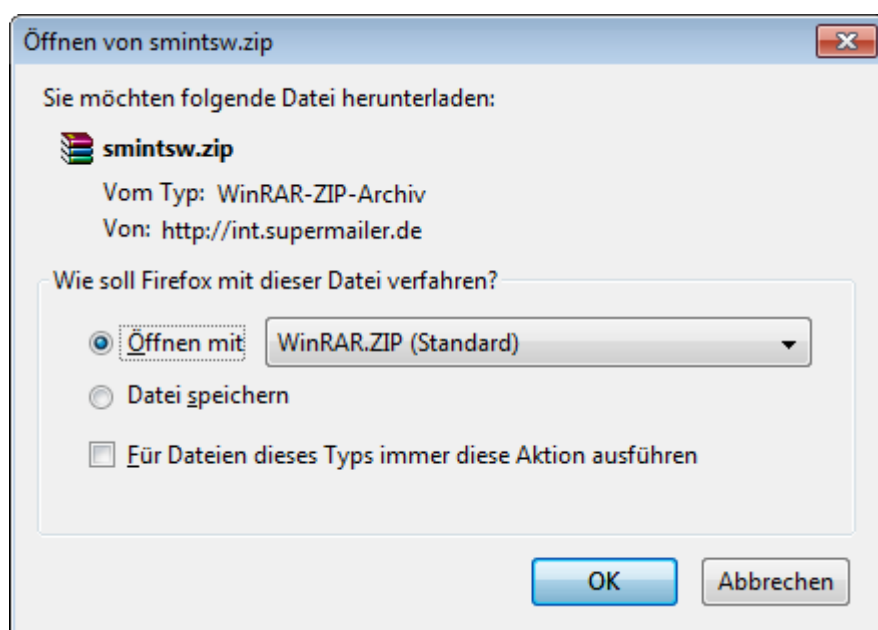 Öffnen von smintsw.zip
Sie möchten folgende Datei herunterladen:
smintsw.zip
Vom Typ: WinRAR-ZIP-Archiv
Von: http://int.supermailer.de
Wie soll Firefox mit dieser Datei verfahren?
Öffnen mit WinRAR.ZIP (Standard)
Datei speichern
Für Dateien dieses Typs immer diese Aktion ausführen
OK Abbrechen